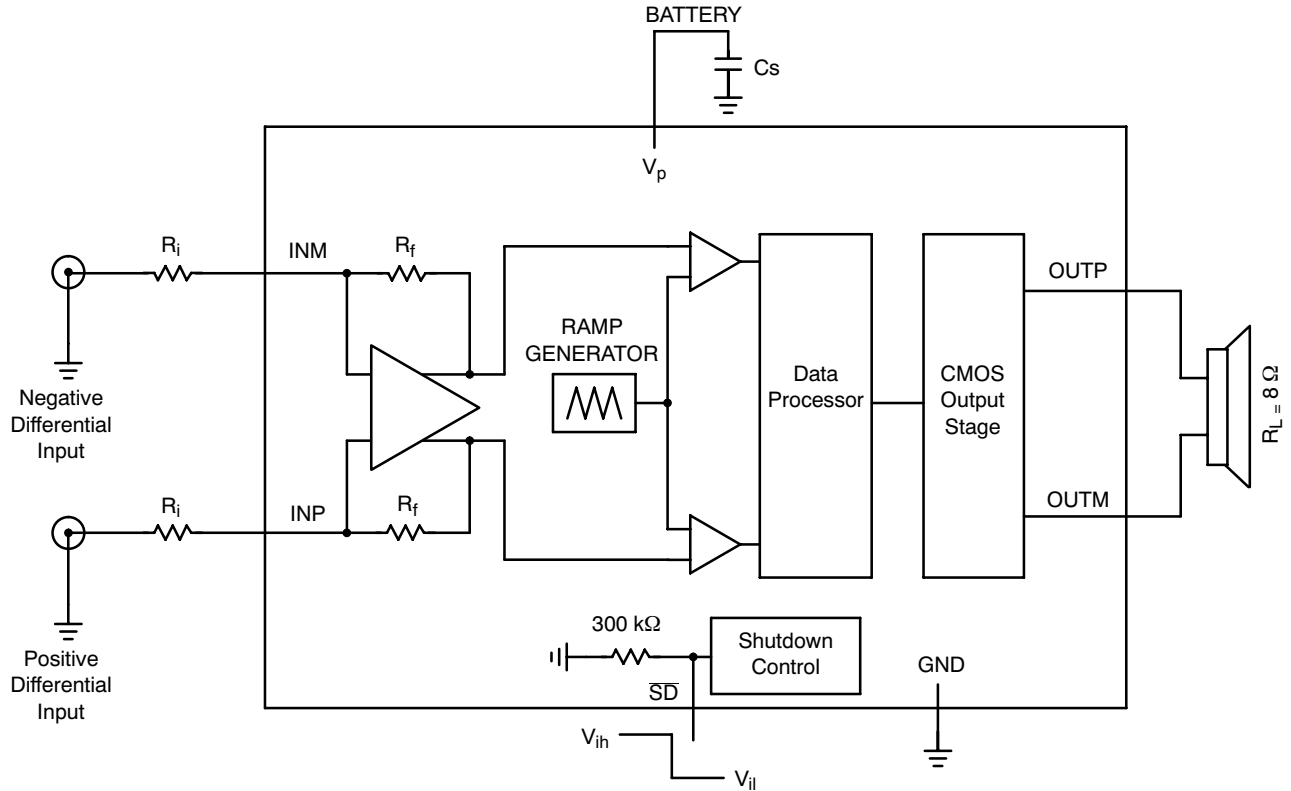 BATTERY
Cs
Vp
Ri
INM
Rf
RAMP
GENERATOR
Negative
Differential
Input
Data
Processor
CMOS
Output
Stage
OUTP
RL = 8 Ω
Ri
INP
Rf
OUTM
Positive
Differential
Input
300 kΩ
SD
Shutdown
Control
GND
Vih
Vil